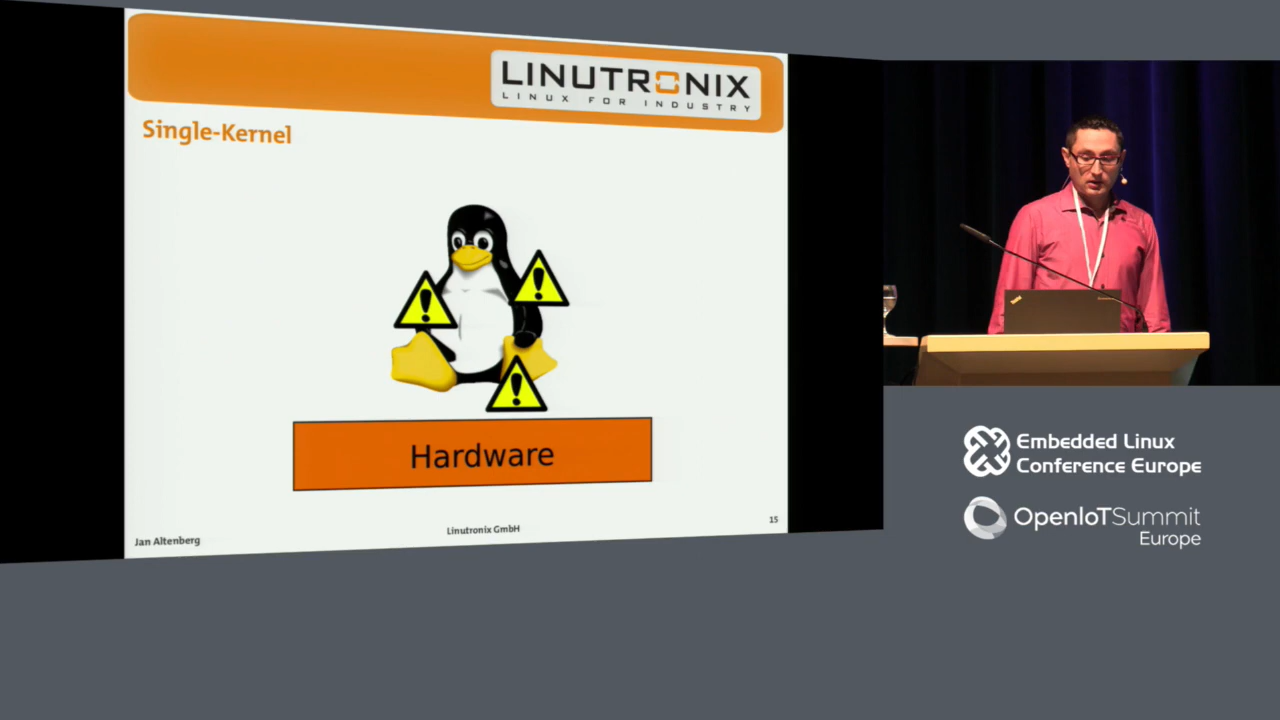 LINUTRONIX
LINUX FOR INDUSTRY
Single-Kernel
Hardware
Jan Altenberg
Linutronix GmbH
15
Embedded Linux
Conference Europe
OpenIoTSummit
Europe